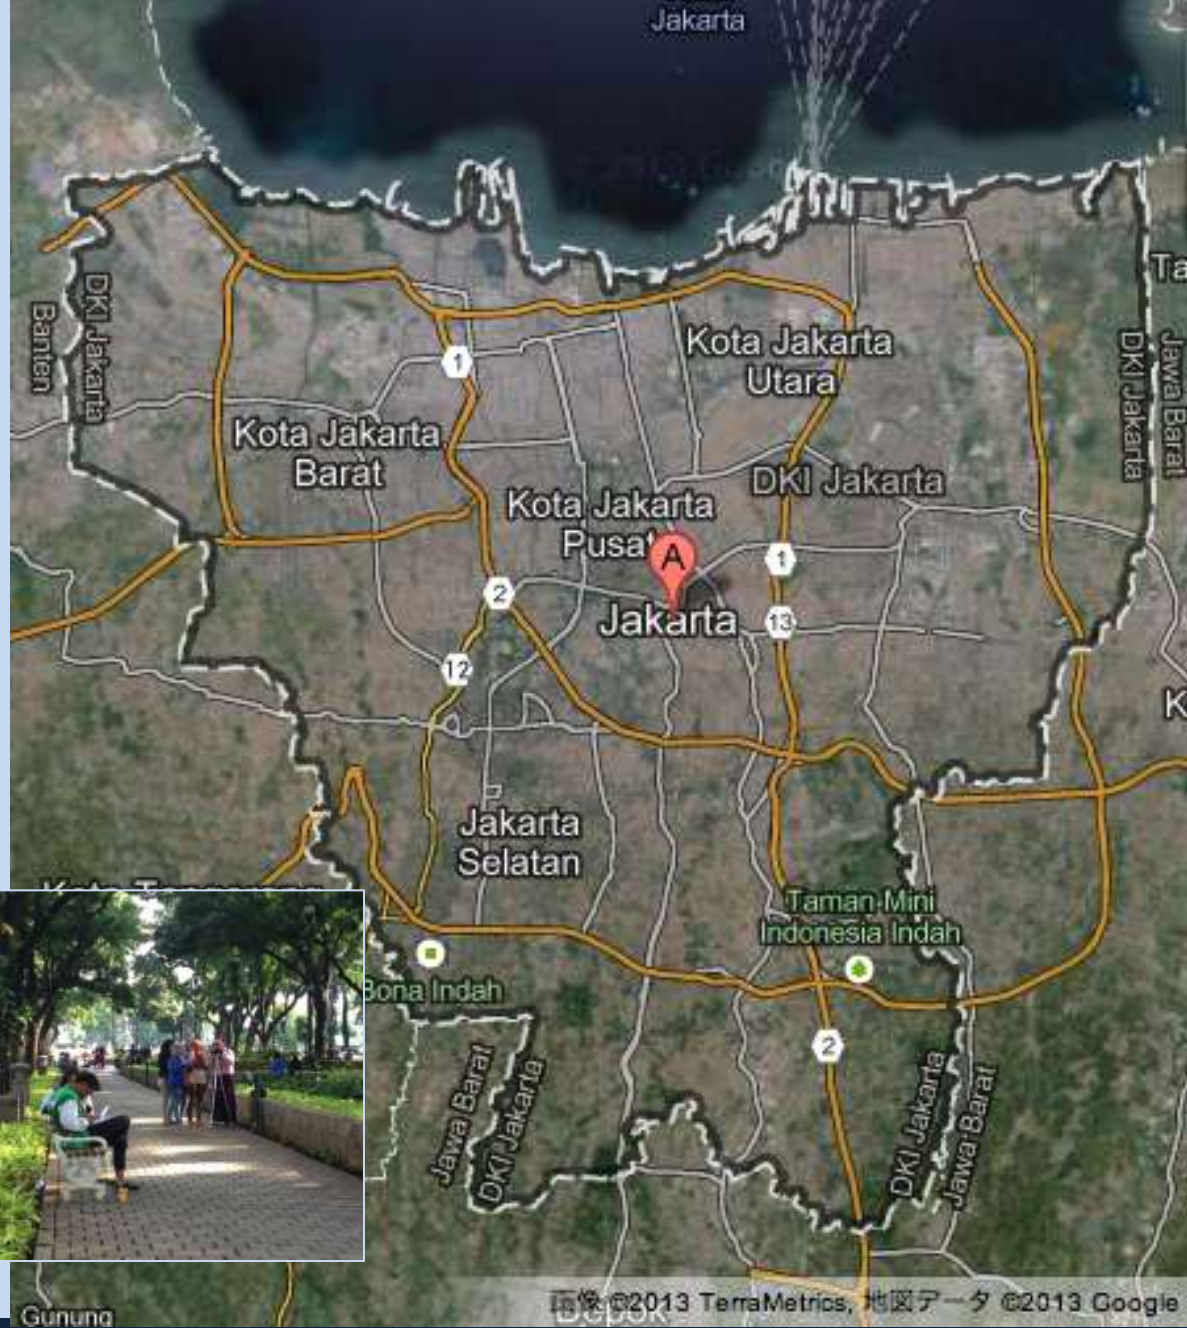 Jakarta
Ta
Banten
DKI Jakarta
DKI Jakarta
Jawa Barat
Kota Jakarta
Utara
1
Kota Jakarta
Barat
DKI Jakarta
Kota Jakarta
Pusat
A
1
2
Jakarta
13
12
K
Jakarta
Selatan
Taman Mini
Indonesia Indah
Bona Indah
2
Jawa Barat
DKI Jakarta
DKI Jakarta
Jawa Barat
画像 ©2013 TerraMetrics, 地図データ ©2013 Google
Depok
Gunung